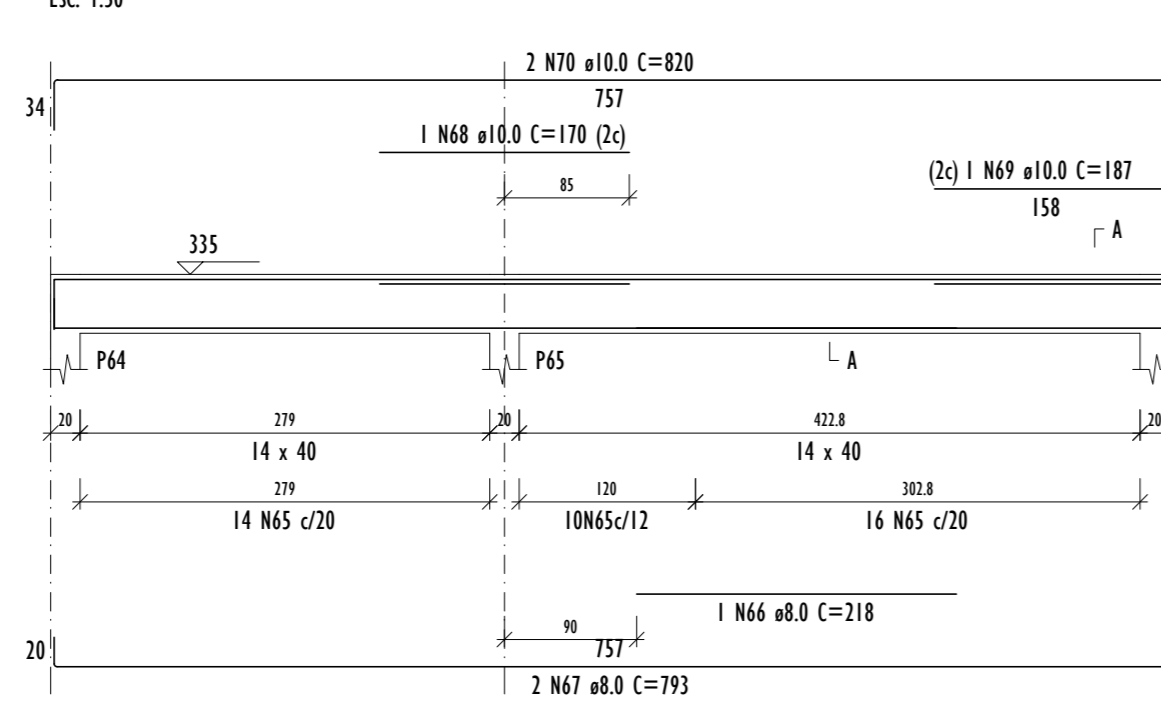 2 N70 ø10.0 C=820
34
757
1 N68 ø10.0 C=170 (2c)
(2c) 1 N69 ø10.0 C=187
85
158
A
335
P64
P65
A
20
279
20
422.8
20
14 x 40
14 x 40
279
120
302.8
14 N65 c/20
10N65c/12
16 N65 c/20
1 N66 ø8.0 C=218
90
20
757
2 N67 ø8.0 C=793